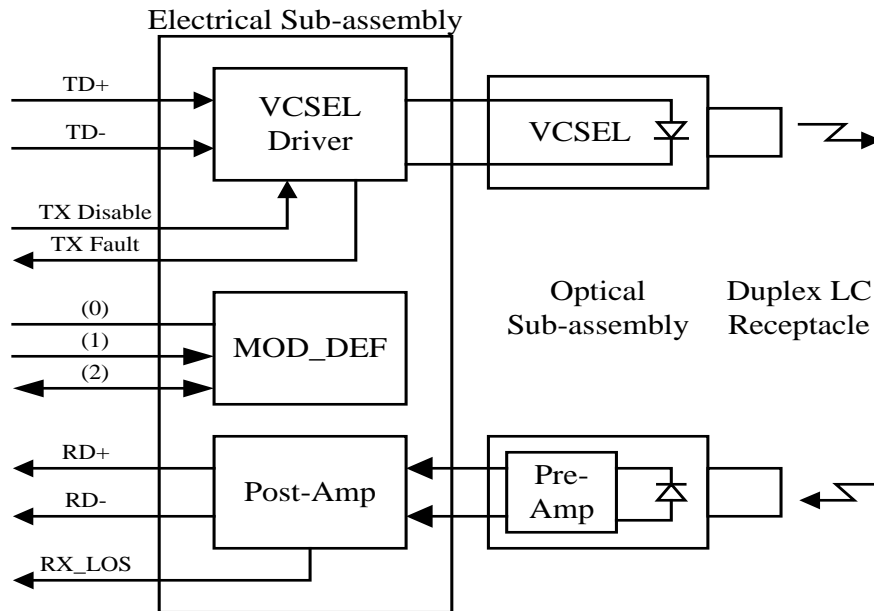 Electrical Sub-assembly
TD+
TD-
TX Disable
TX Fault
VCSEL
Driver
VCSEL
(0)
(1)
(2)
MOD_DEF
Optical
Sub-assembly
Duplex LC
Receptacle
RD+
RD-
RX_LOS
Post-Amp
Pre-
Amp